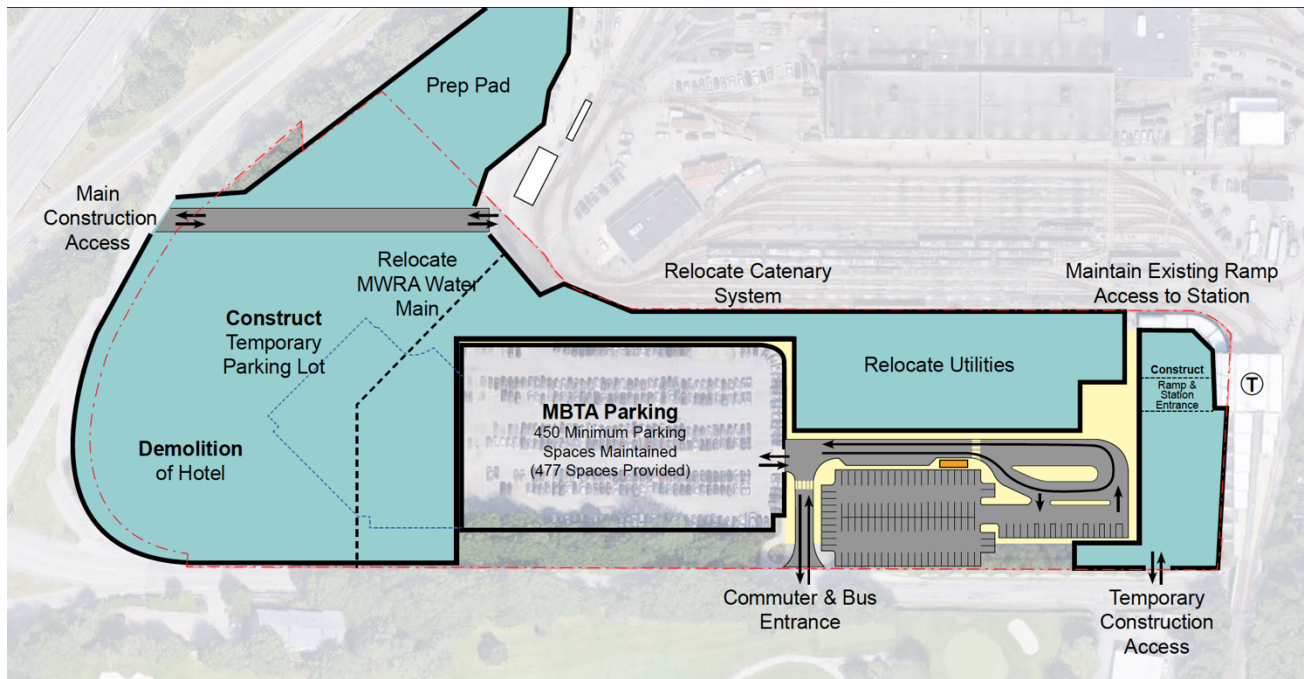 Prep Pad
Main
Construction
Access
Relocate
MWRA Water
Main
Relocate Catenary
System
Maintain Existing Ramp
Access to Station
Construct
Temporary
Parking Lot
Relocate Utilities
Construct
Ramp &
Station
Entrance
T
MBTA Parking
450 Minimum Parking
Spaces Maintained
(477 Spaces Provided)
Demolition
of Hotel
Commuter & Bus
Entrance
Temporary
Construction
Access